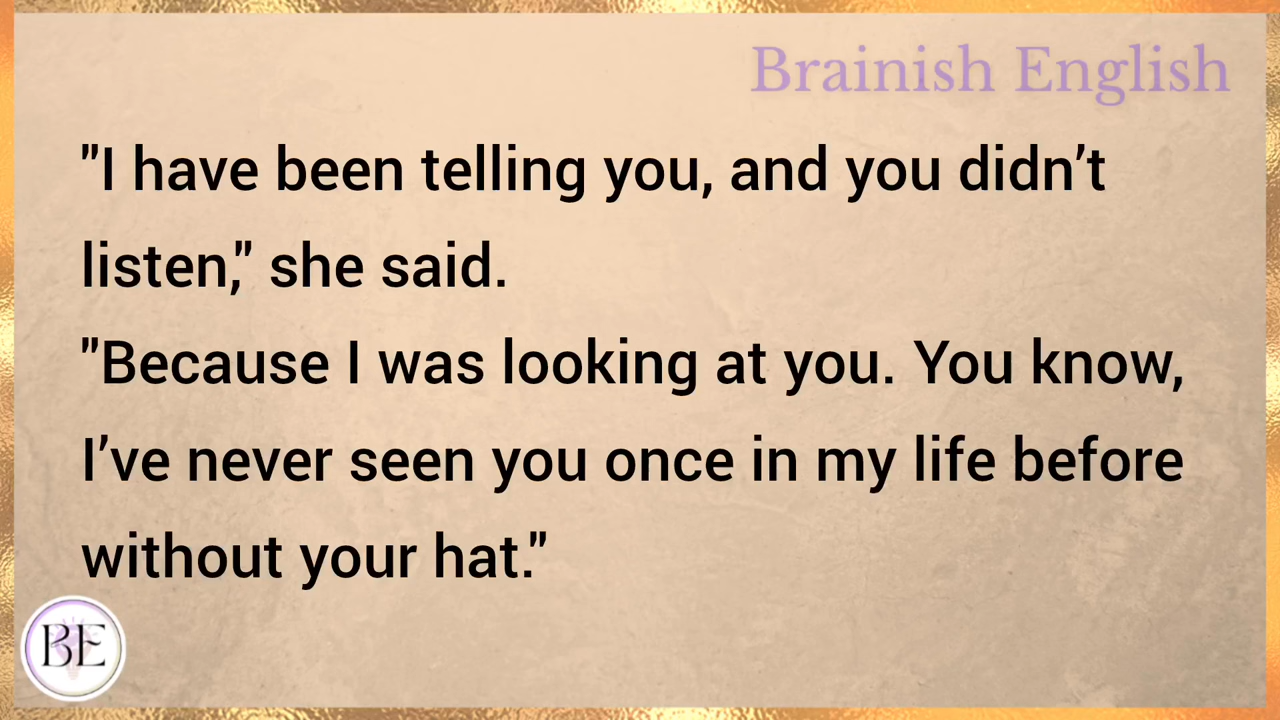 Brainish English
"I have been telling you, and you didn’t
listen," she said.
"Because I was looking at you. You know,
I’ve never seen you once in my life before
without your hat."
BE